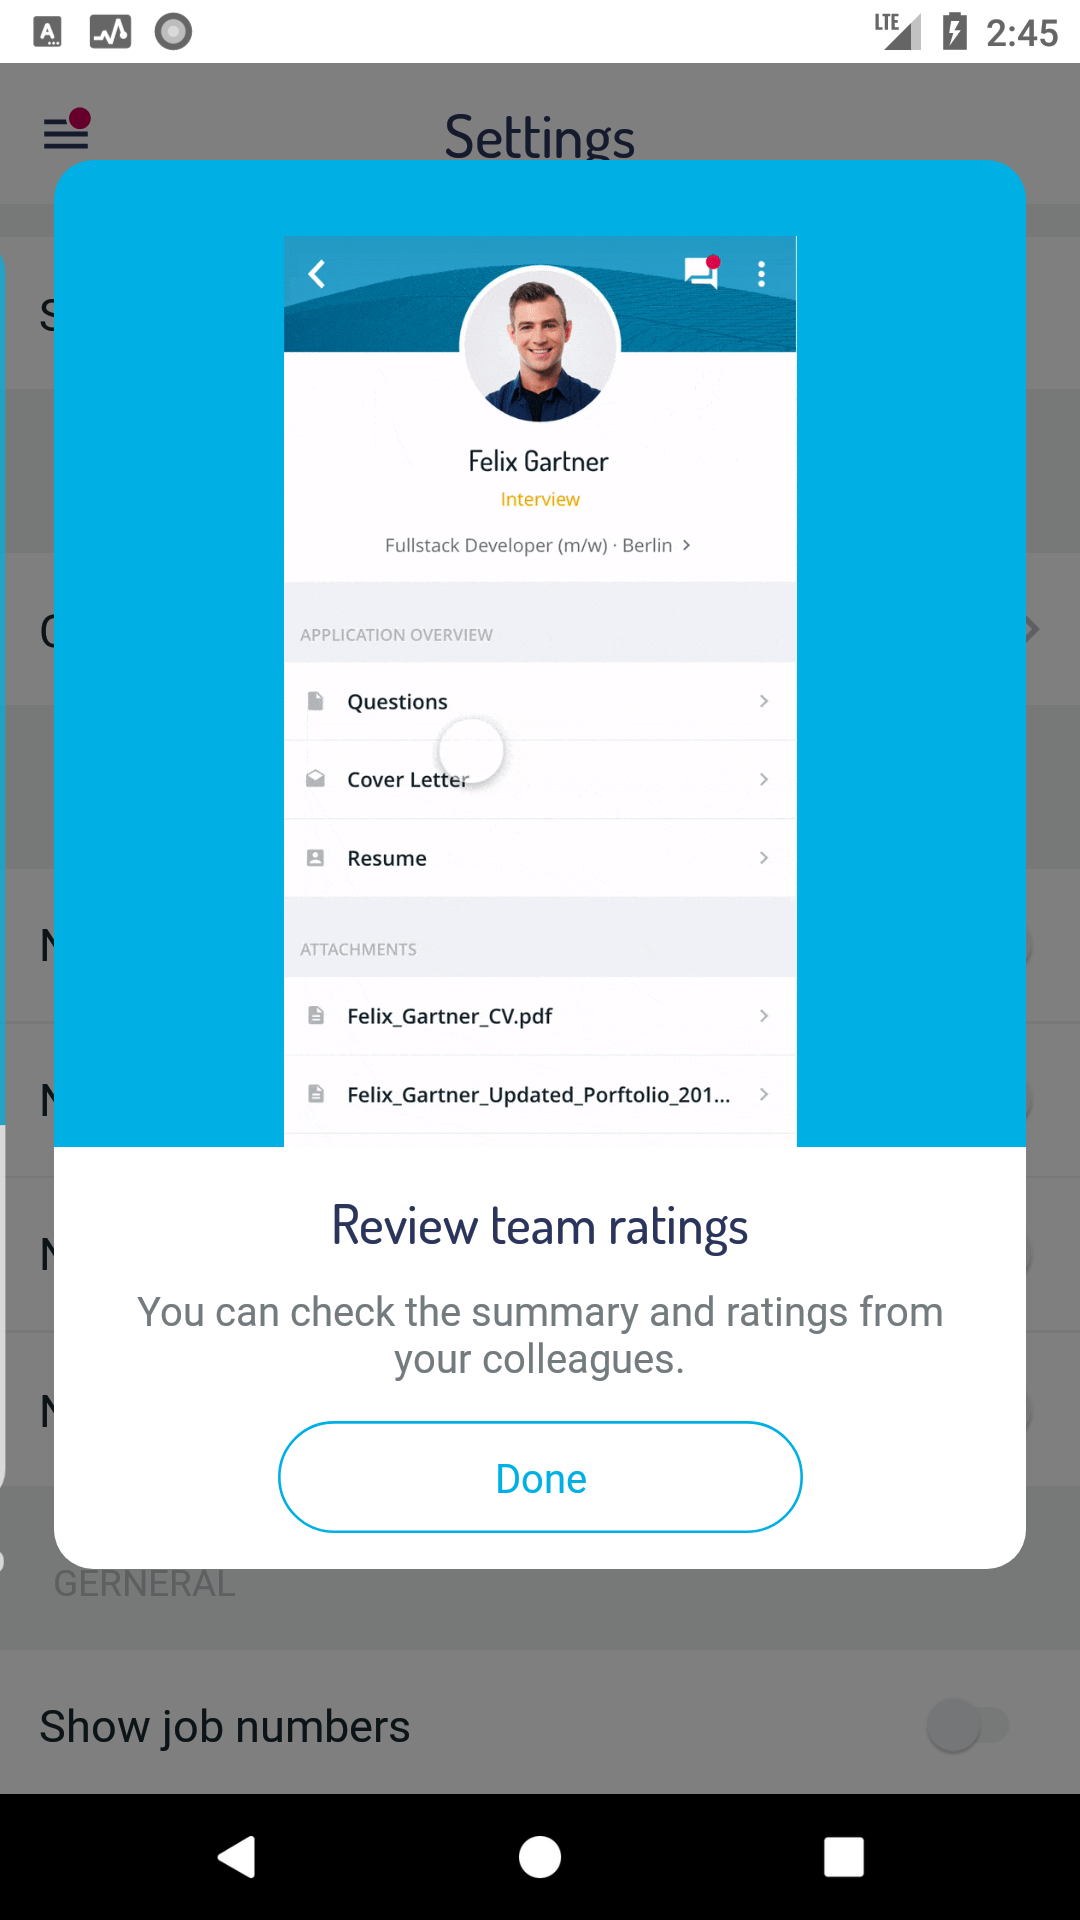 LTE 2:45
Settings
Felix Gartner
Interview
Fullstack Developer (m/w) · Berlin
APPLICATION OVERVIEW
Questions
Cover Letter
Resume
ATTACHMENTS
Felix_Gartner_CV.pdf
Felix_Gartner_Updated_Porftolio_201...
Review team ratings
You can check the summary and ratings from
your colleagues.
Done
GERNERAL
Show job numbers